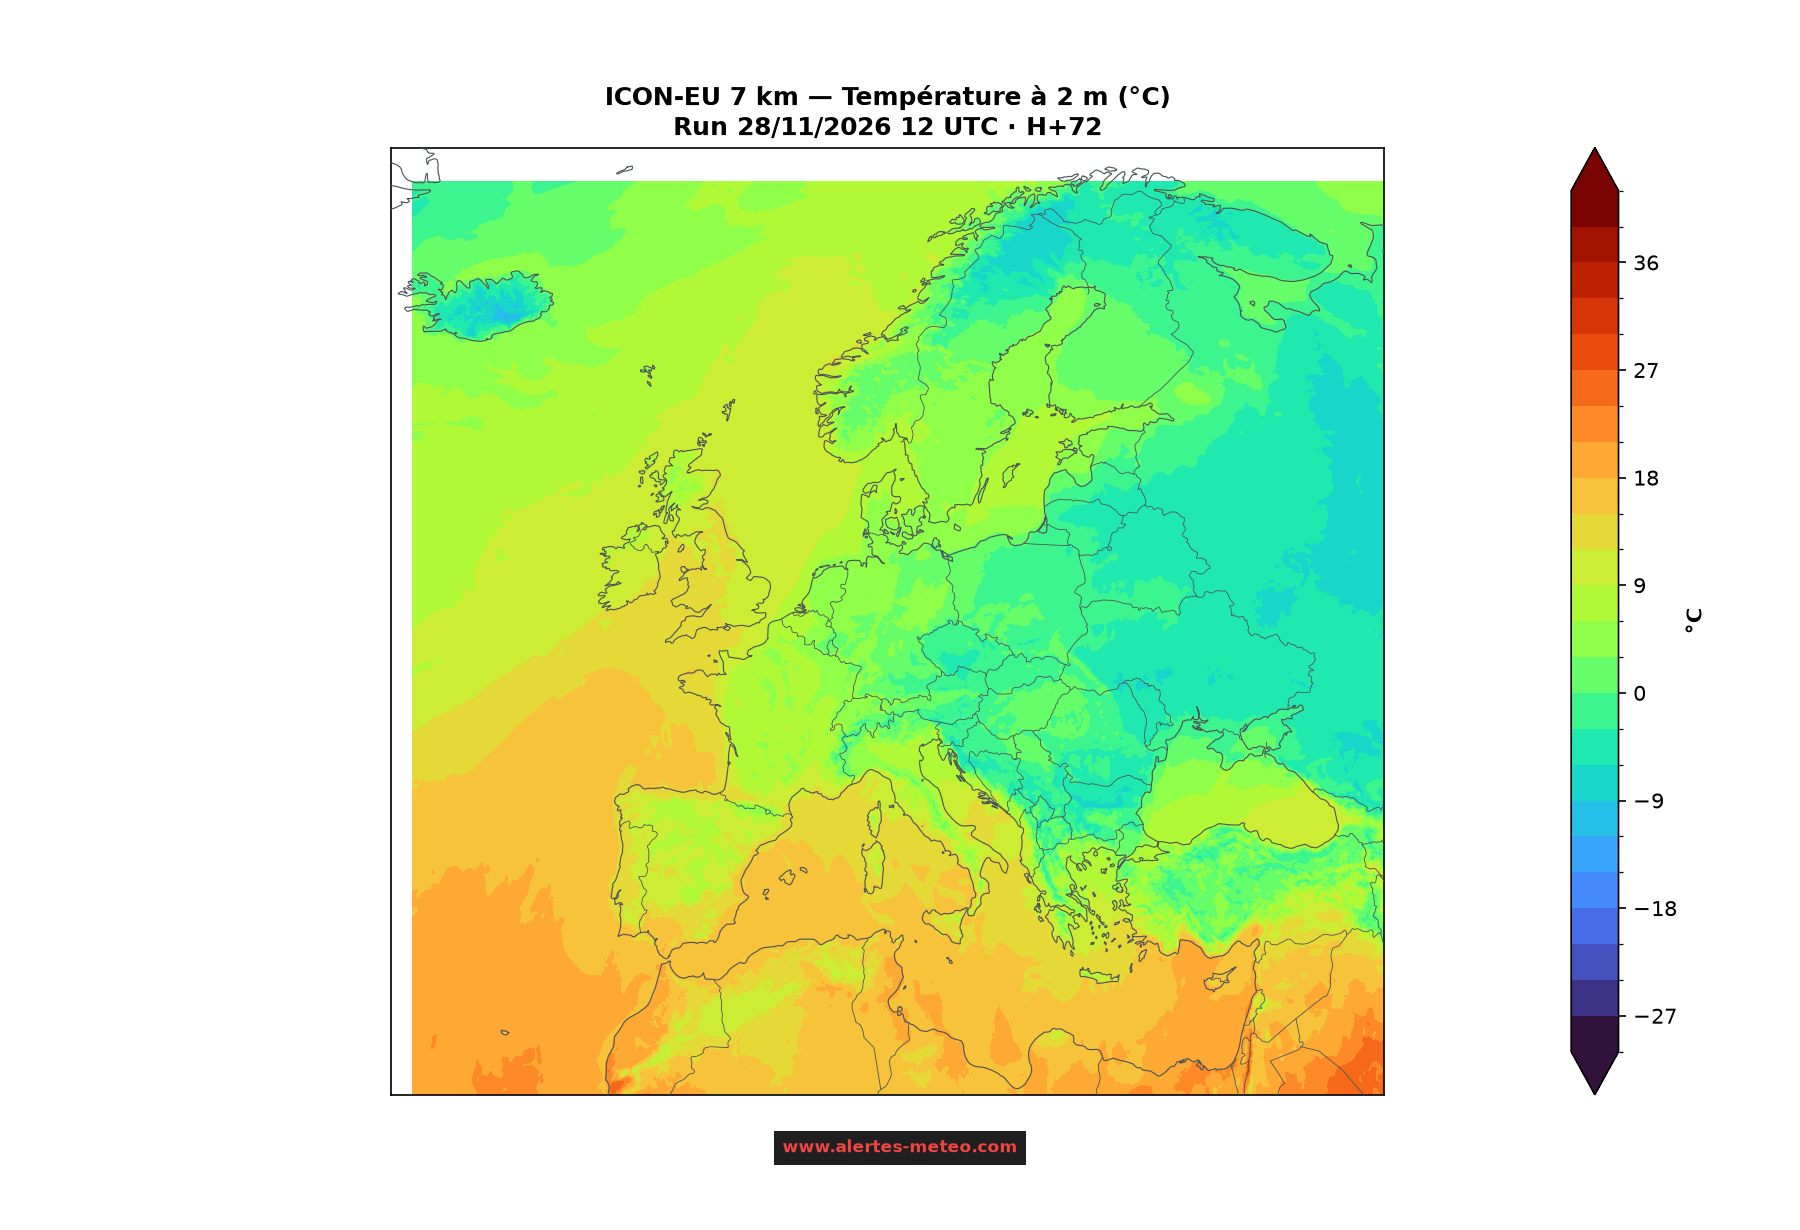 ICON-EU 7 km — Température à 2 m (°C)
Run 28/11/2026 12 UTC · H+72
36
27
18
9
0
−9
−18
−27
°C
www.alertes-meteo.com